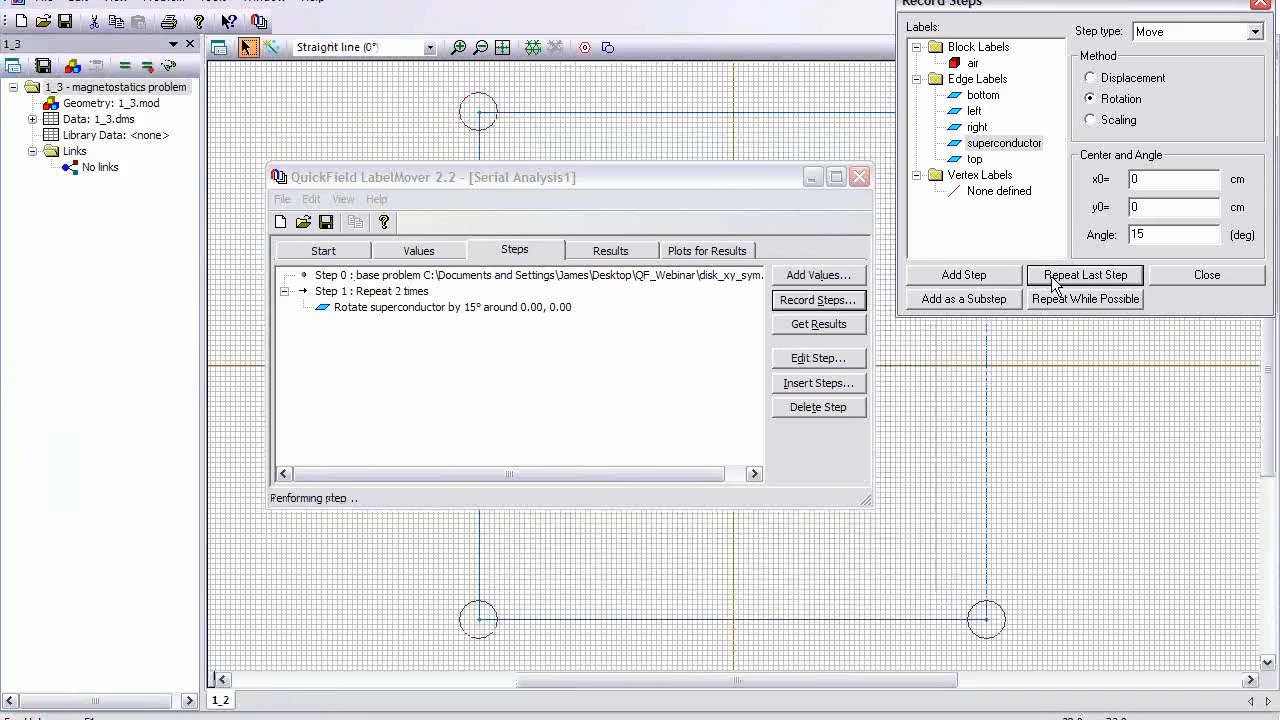 Record Steps
1_3
Straight line (0°)
1_3 - magnetostatics problem
Geometry: 1_3.mod
Data: 1_3.dms
Library Data: <none>
Links
No links
Labels:
Block Labels
air
Edge Labels
bottom
left
right
superconductor
top
Vertex Labels
None defined
Step type: Move
Method
Displacement
Rotation
Scaling
Center and Angle
x0= 0 cm
y0= 0 cm
Angle: 15 (deg)
Add Step
Repeat Last Step
Close
Add as a Substep
Repeat While Possible
QuickField LabelMover 2.2 - [Serial Analysis1]
File Edit View Help
Start Values Steps Results Plots for Results
Step 0 : base problem C:\Documents and Settings\James\Desktop\QF_Webinar\disk_xy_sym.
Step 1 : Repeat 2 times
Rotate superconductor by 15° around 0.00, 0.00
Add Values...
Record Steps...
Get Results
Edit Step...
Insert Steps...
Delete Step
Performing step ..
1_2